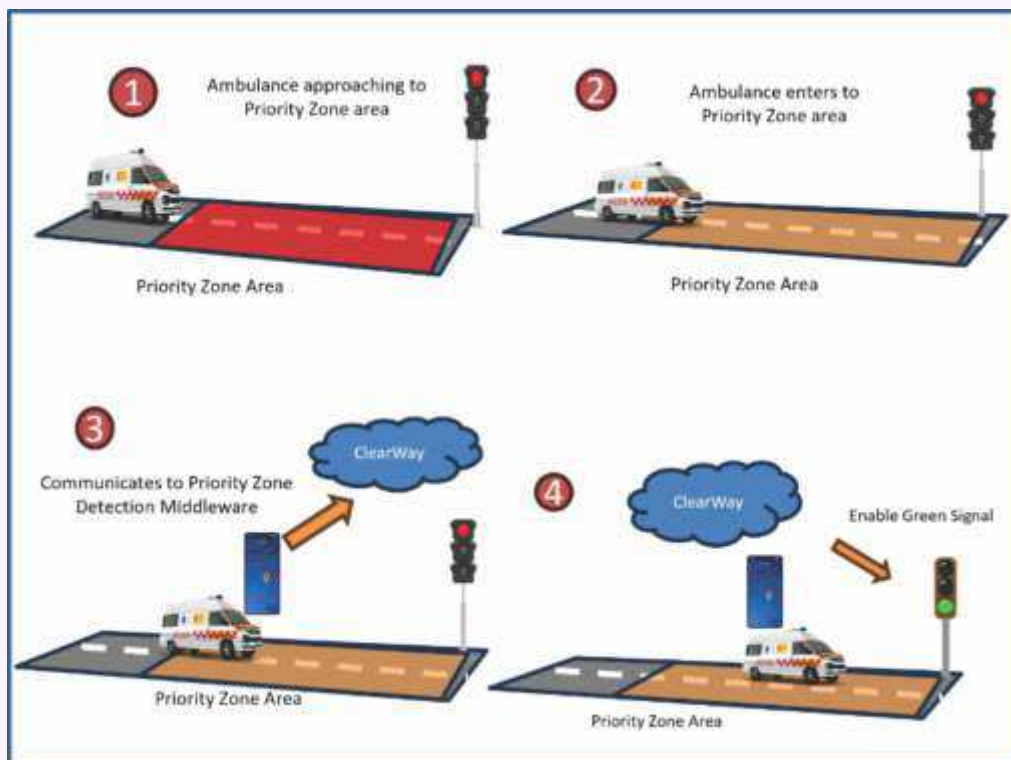 1
Ambulance approaching to
Priority Zone area
Priority Zone Area
2
Ambulance enters to
Priority Zone area
Priority Zone Area
3
Communicates to Priority Zone
Detection Middleware
ClearWay
Priority Zone Area
4
ClearWay
Enable Green Signal
Priority Zone Area